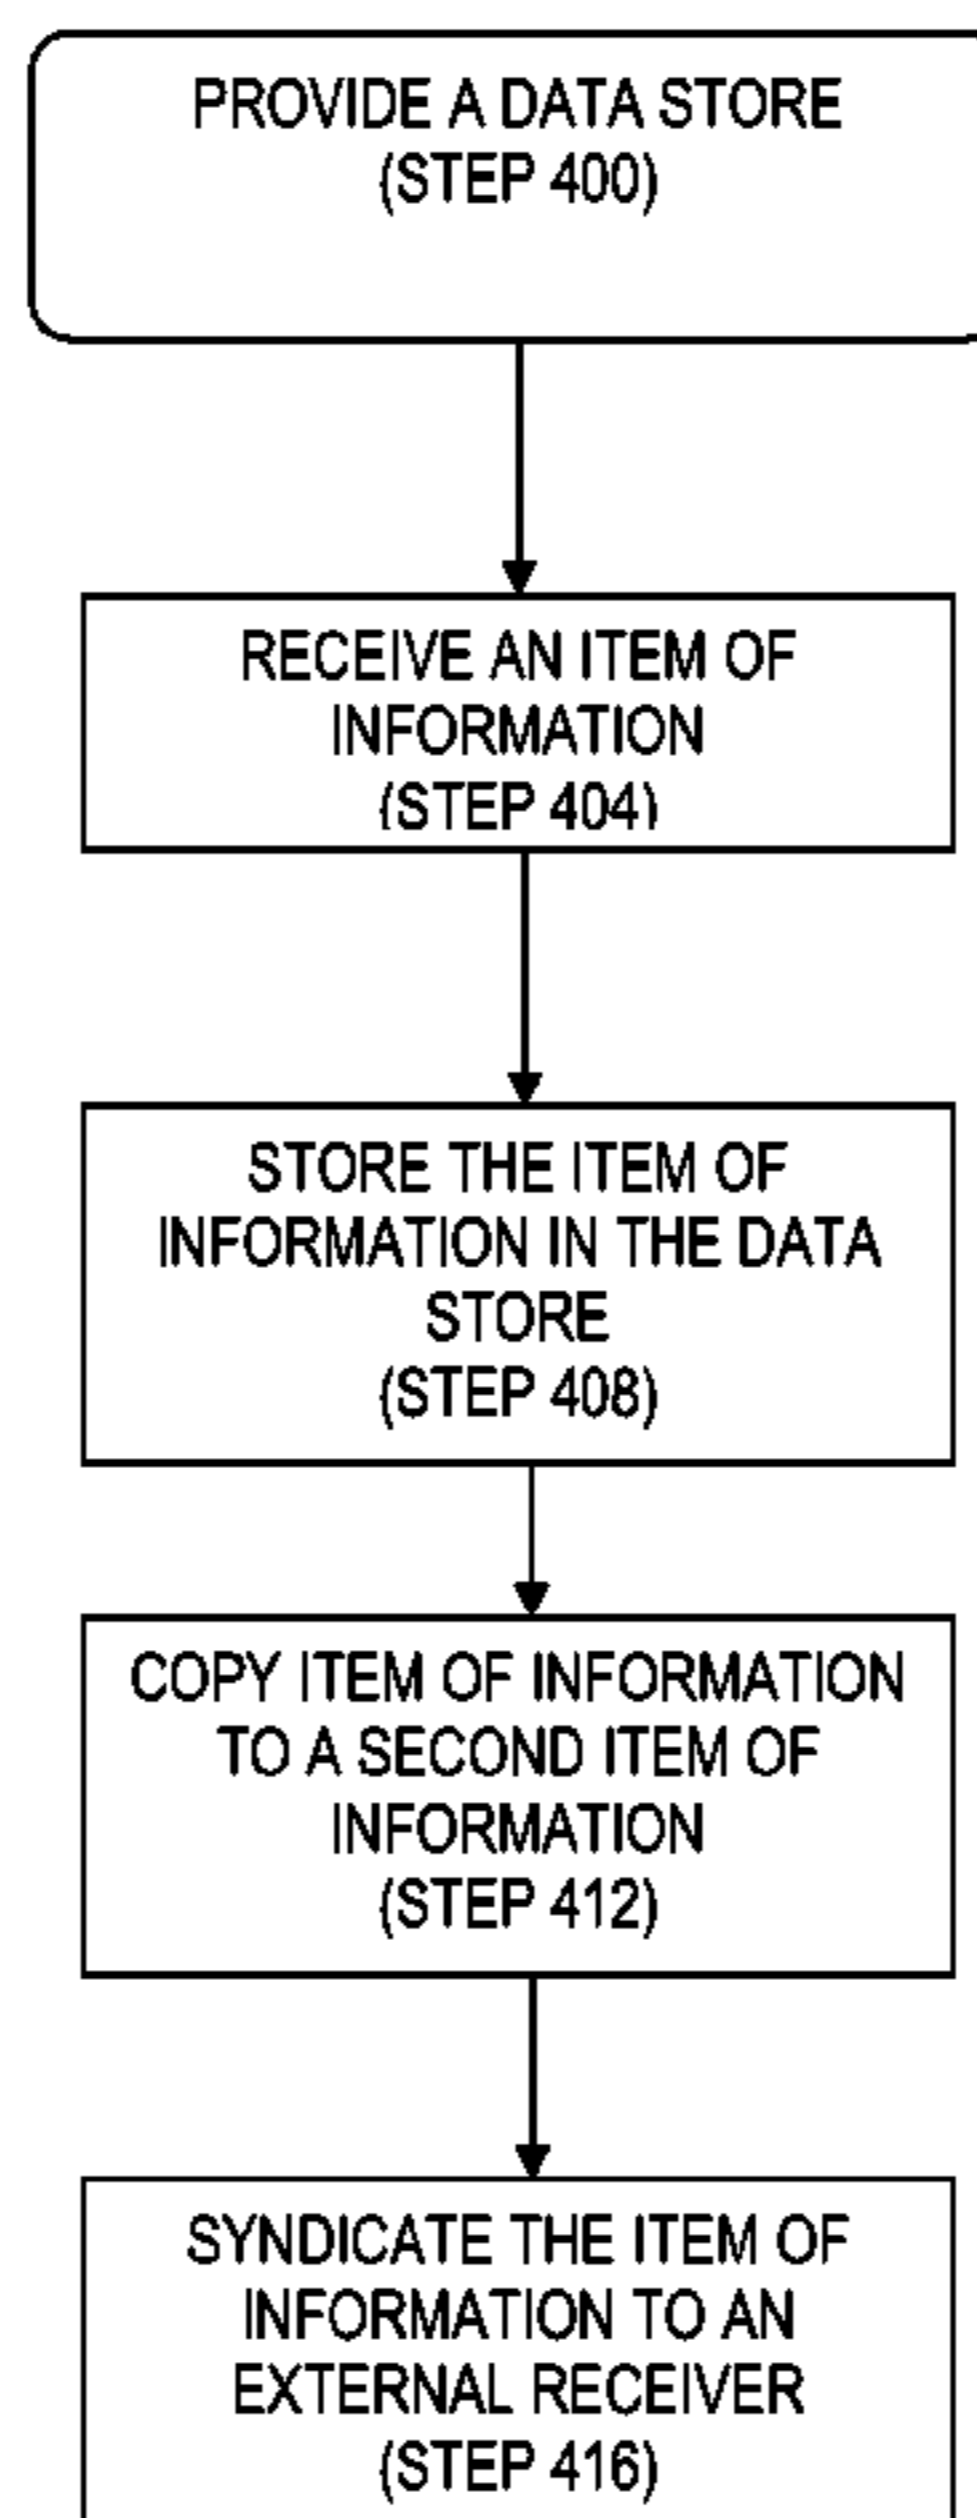 PROVIDE A DATA STORE
(STEP 400)
RECEIVE AN ITEM OF
INFORMATION
(STEP 404)
STORE THE ITEM OF
INFORMATION IN THE DATA
STORE
(STEP 408)
COPY ITEM OF INFORMATION
TO A SECOND ITEM OF
INFORMATION
(STEP 412)
SYNDICATE THE ITEM OF
INFORMATION TO AN
EXTERNAL RECEIVER
(STEP 416)